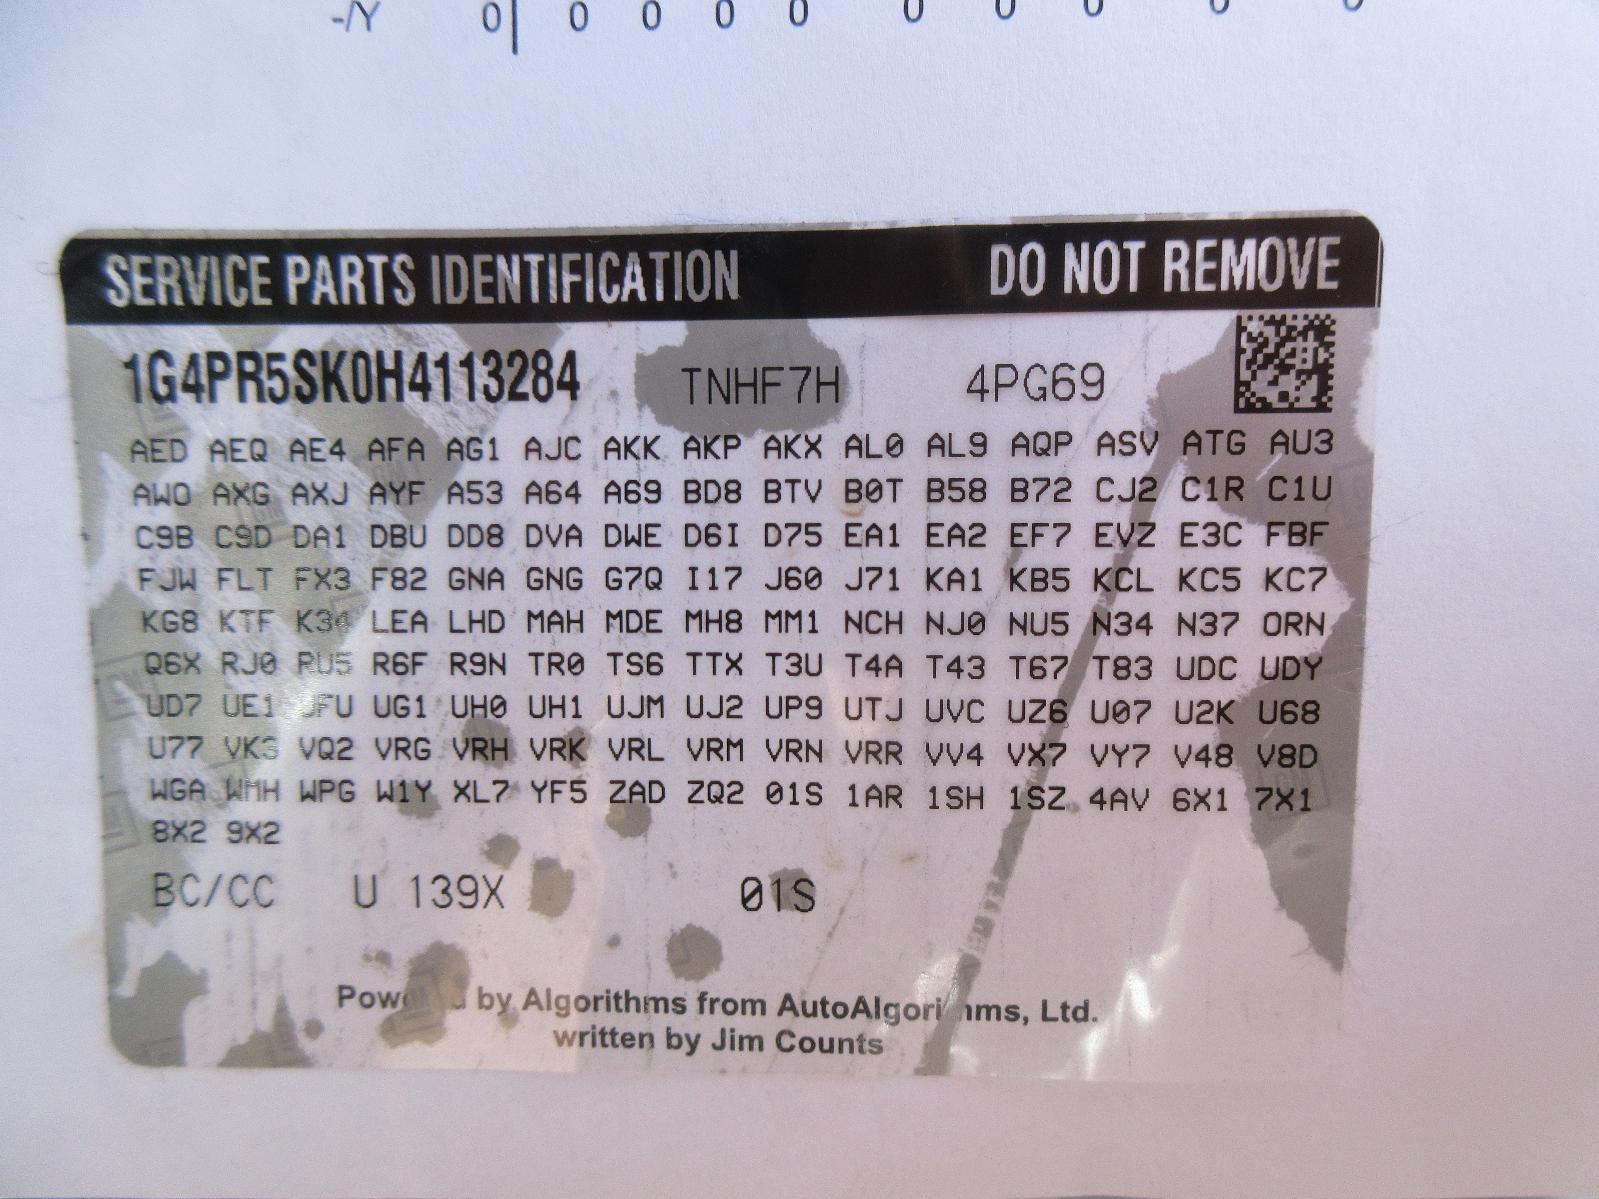 -/Y 0 0 0 0 0 0 0 0 0 0
SERVICE PARTS IDENTIFICATION DO NOT REMOVE
1G4PR5SK0H4113284 TNHF7H 4PG69
AED AEQ AE4 AFA AG1 AJC AKK AKP AKX AL0 AL9 AQP ASV ATG AU3
AWO AXG AXJ AYF A53 A64 A69 BD8 BTV B0T B58 B72 CJ2 C1R C1U
C9B C9D DA1 DBU DD8 DVA DWE D6I D75 EA1 EA2 EF7 EVZ E3C FBF
FJW FLT FX3 F82 GNA GNG G7Q I17 J60 J71 KA1 KB5 KCL KC5 KC7
KG8 KTF K34 LEA LHD MAH MDE MH8 MM1 NCH NJ0 NU5 N34 N37 ORN
Q6X RJ0 RU5 R6F R9N TR0 TS6 TTX T3U T4A T43 T67 T83 UDC UDY
UD7 UE1 UFU UG1 UH0 UH1 UJM UJ2 UP9 UTJ UVC UZ6 U07 U2K U68
U77 VK3 VQ2 VRG VRH VRK VRL VRM VRN VRR VV4 VX7 VY7 V48 V8D
WGA WMH WPG W1Y XL7 YF5 ZAD ZQ2 01S 1AR 1SH 1SZ 4AV 6X1 7X1
8X2 9X2
BC/CC U 139X 01S
Powered by Algorithms from AutoAlgorithms, Ltd.
written by Jim Counts